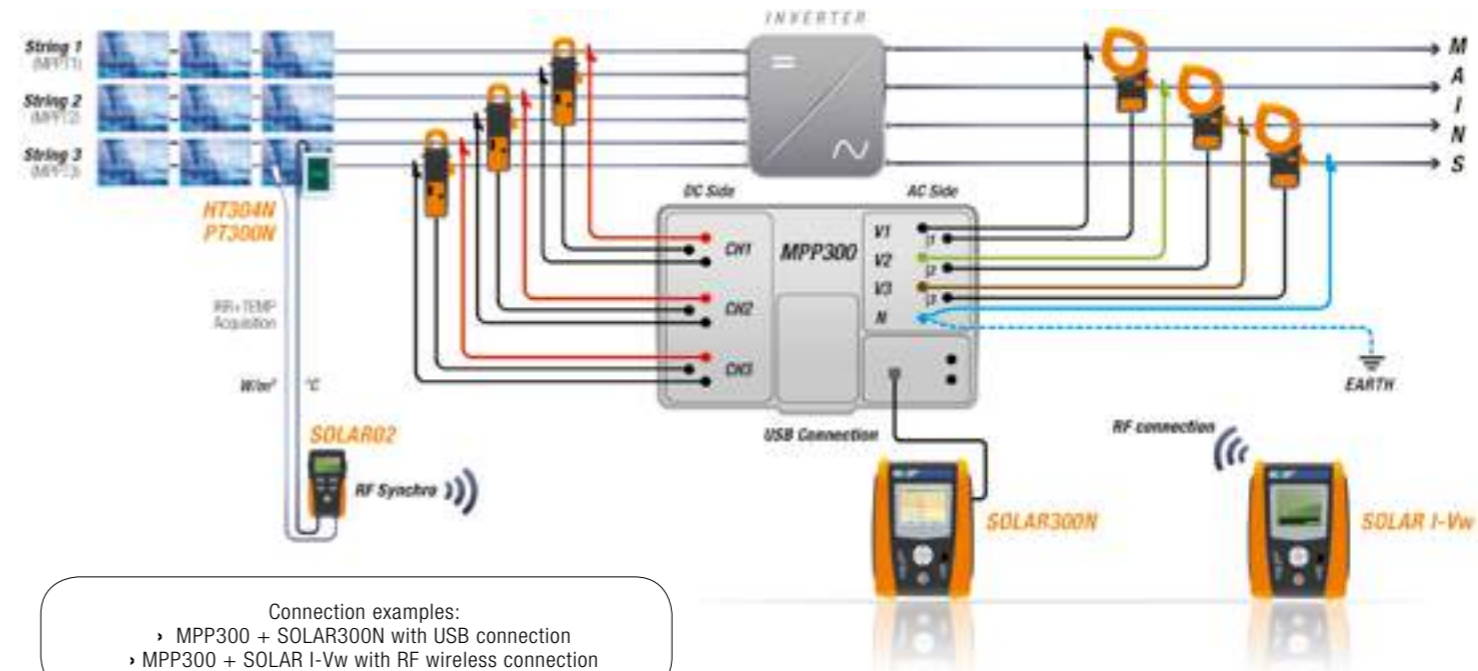 INVERTER
String 1
(MPPT1)
String 2
(MPPT2)
String 3
(MPPT3)
M
A
I
N
S
HT304N
PT300N
DC Side
AC Side
MPP300
CH1
CH2
CH3
V1
I1
V2
I2
V3
I3
N
IRR+TEMP
Acquisition
W/m²
°C
EARTH
SOLAR02
RF Synchro
USB Connection
RF connection
SOLAR300N
SOLAR I-Vw
Connection examples:
› MPP300 + SOLAR300N with USB connection
› MPP300 + SOLAR I-Vw with RF wireless connection